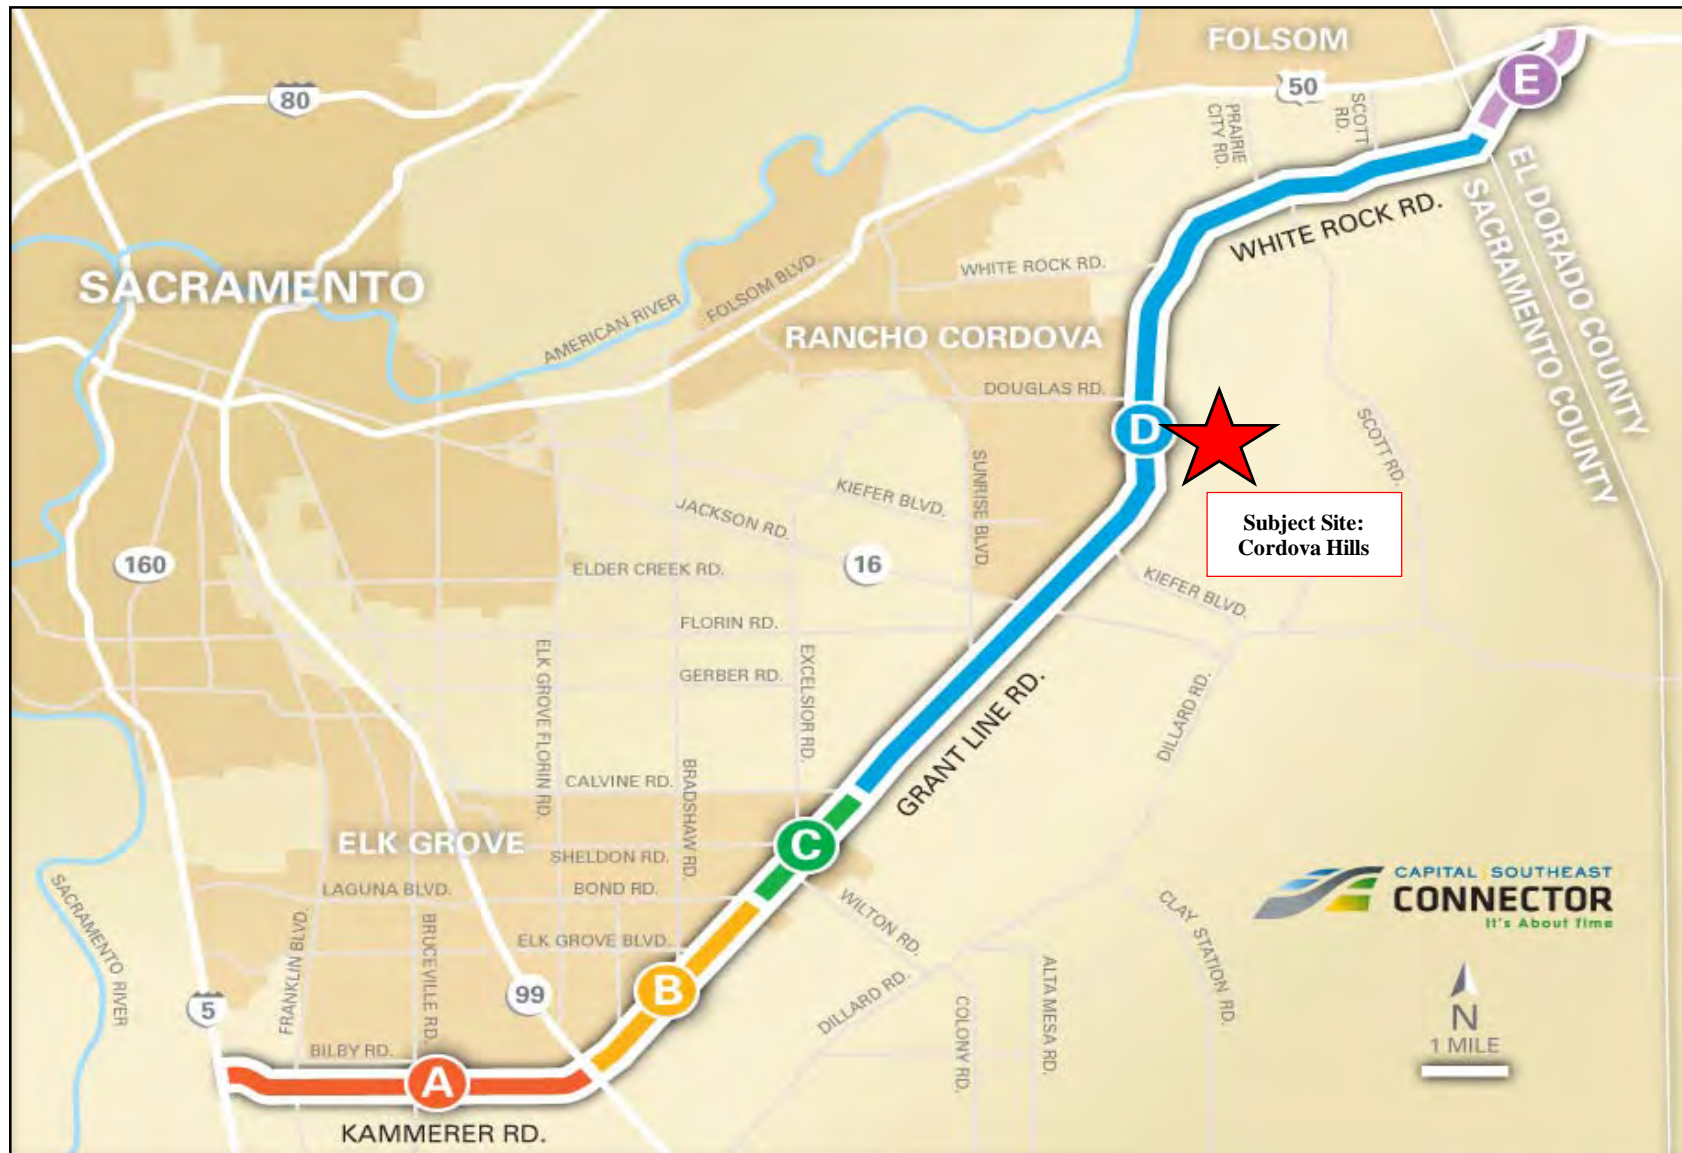 FOLSOM
80
50
E
PRAIRIE
CITY RD.
SCOTT
RD.
EL DORADO COUNTY
SACRAMENTO COUNTY
WHITE ROCK RD.
SACRAMENTO
WHITE ROCK RD.
FOLSOM BLVD.
AMERICAN RIVER
RANCHO CORDOVA
DOUGLAS RD.
D
SCOTT RD.
SUNRISE BLVD.
KIEFER BLVD.
JACKSON RD.
Subject Site:
Cordova Hills
160
16
ELDER CREEK RD.
KIEFER BLVD.
FLORIN RD.
ELK GROVE FLORIN RD.
EXCELSIOR RD.
GERBER RD.
GRANT LINE RD.
DILLARD RD.
CALVINE RD.
BRADSHAW RD.
ELK GROVE
C
SHELDON RD.
LAGUNA BLVD.
BOND RD.
CAPITAL SOUTHEAST
CONNECTOR
It's About Time
SACRAMENTO RIVER
FRANKLIN BLVD.
BRUCEVILLE RD.
ELK GROVE BLVD.
WILTON RD.
CLAY STATION RD.
B
99
5
DILLARD RD.
COLONY RD.
ALTA MESA RD.
N
1 MILE
BILBY RD.
A
KAMMERER RD.